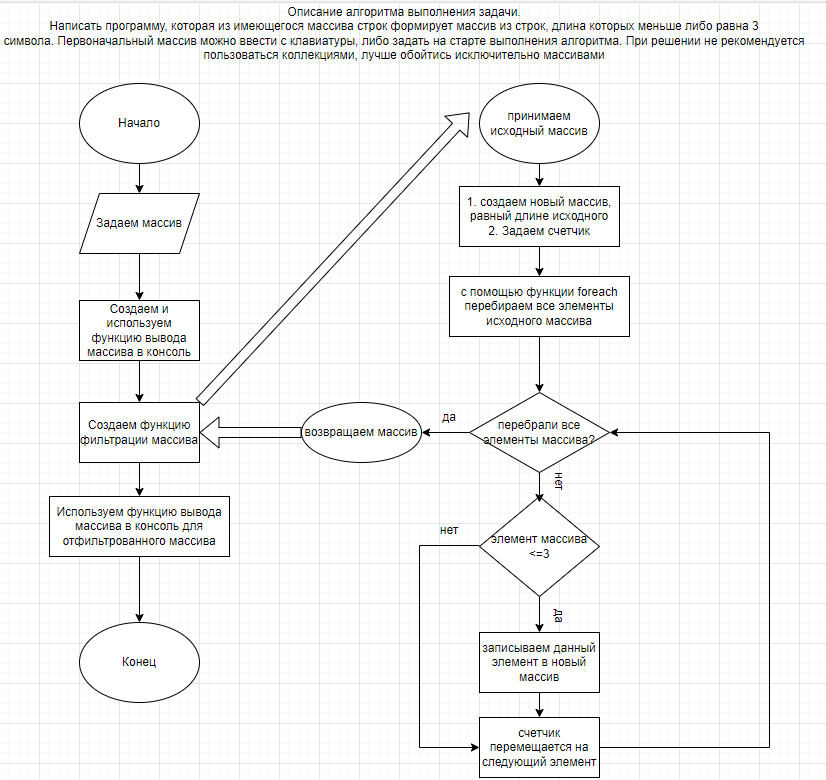 Описание алгоритма выполнения задачи.
Написать программу, которая из имеющегося массива строк формирует массив из строк, длина которых меньше либо равна 3
символа. Первоначальный массив можно ввести с клавиатуры, либо задать на старте выполнения алгоритма. При решении не рекомендуется
пользоваться коллекциями, лучше обойтись исключительно массивами
Начало
Задаем массив
Создаем и
используем
функцию вывода
массива в консоль
Создаем функцию
фильтрации массива
Используем функцию вывода
массива в консоль для
отфильтрованного массива
Конец
принимаем
исходный массив
1. создаем новый массив,
равный длине исходного
2. Задаем счетчик
с помощью функции foreach
перебираем все элементы
исходного массива
перебрали все
элементы массива?
да
возвращаем массив
нет
элемент массива
<=3
нет
да
записываем данный
элемент в новый
массив
счетчик
перемещается на
следующий элемент